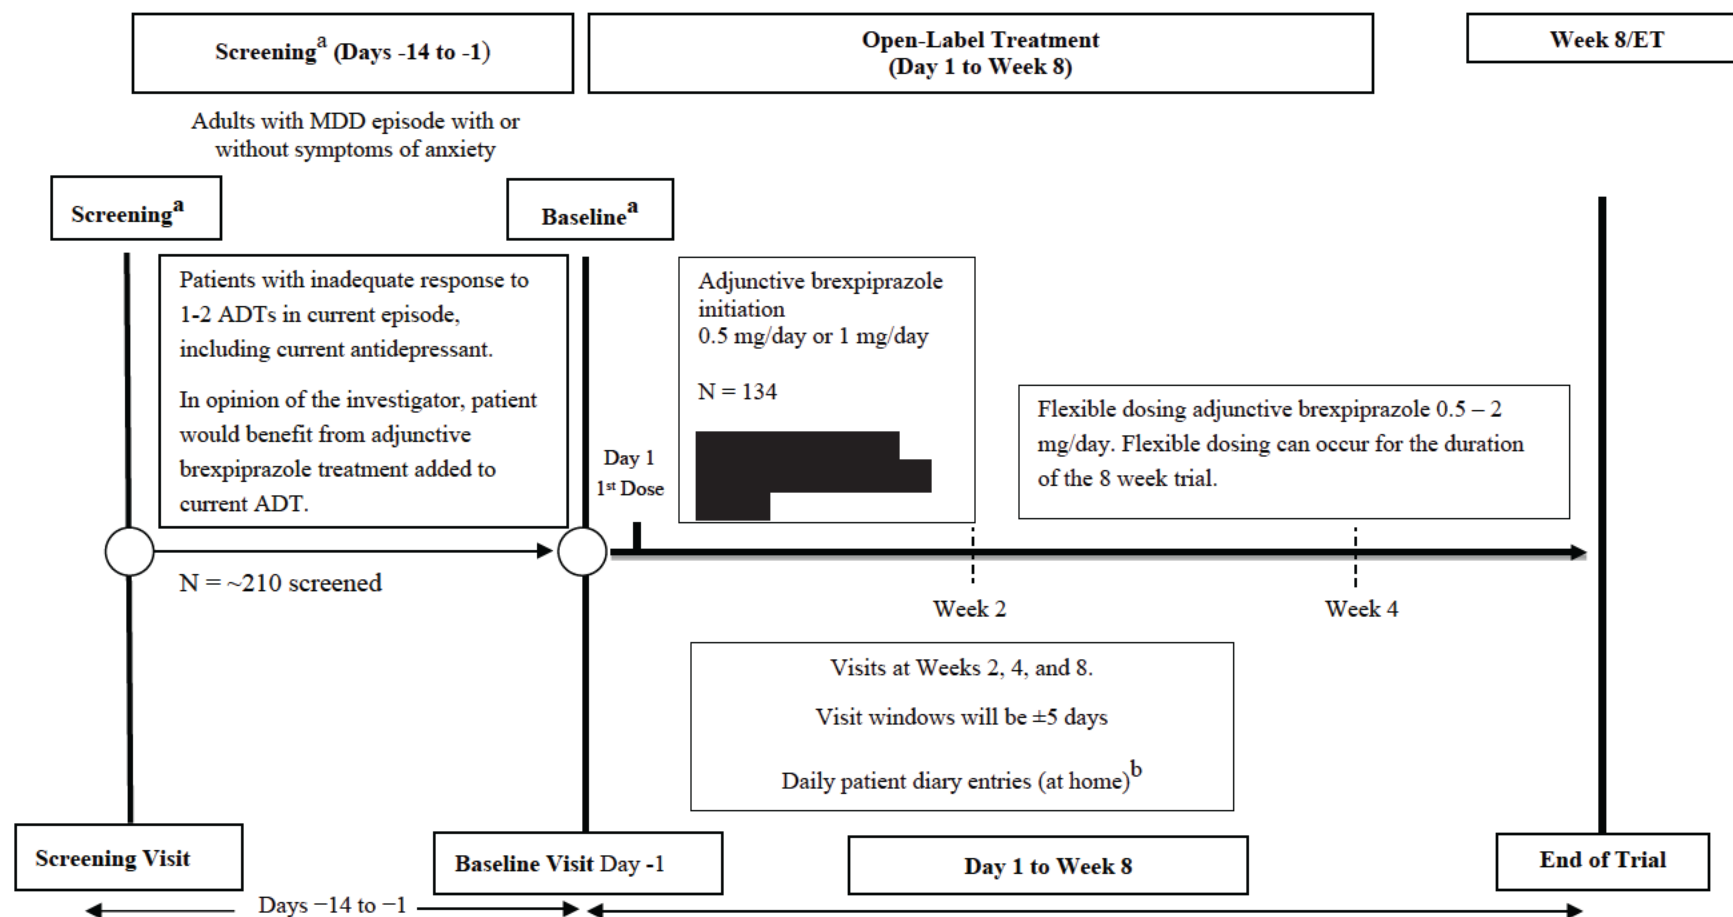 Screeningᵃ (Days -14 to -1)
Open-Label Treatment
(Day 1 to Week 8)
Week 8/ET
Adults with MDD episode with or
without symptoms of anxiety
Screeningᵃ
Baselineᵃ
Patients with inadequate response to
1-2 ADTs in current episode,
including current antidepressant.
In opinion of the investigator, patient
would benefit from adjunctive
brexpiprazole treatment added to
current ADT.
Day 1
1ˢᵗ Dose
Adjunctive brexpiprazole
initiation
0.5 mg/day or 1 mg/day
N = 134
Flexible dosing adjunctive brexpiprazole 0.5 – 2
mg/day. Flexible dosing can occur for the duration
of the 8 week trial.
N = ~210 screened
Week 2
Week 4
Visits at Weeks 2, 4, and 8.
Visit windows will be ±5 days
Daily patient diary entries (at home)ᵇ
Screening Visit
Baseline Visit Day -1
Day 1 to Week 8
End of Trial
Days −14 to −1